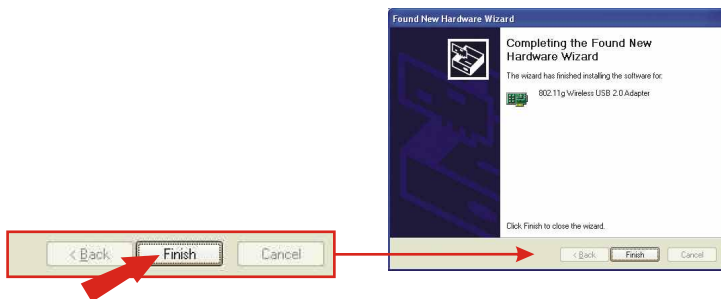 Found New Hardware Wizard
Completing the Found New
Hardware Wizard
The wizard has finished installing the software for:
802.11g Wireless USB 2.0 Adapter
Click Finish to close the wizard.
< Back Finish Cancel
< Back Finish Cancel